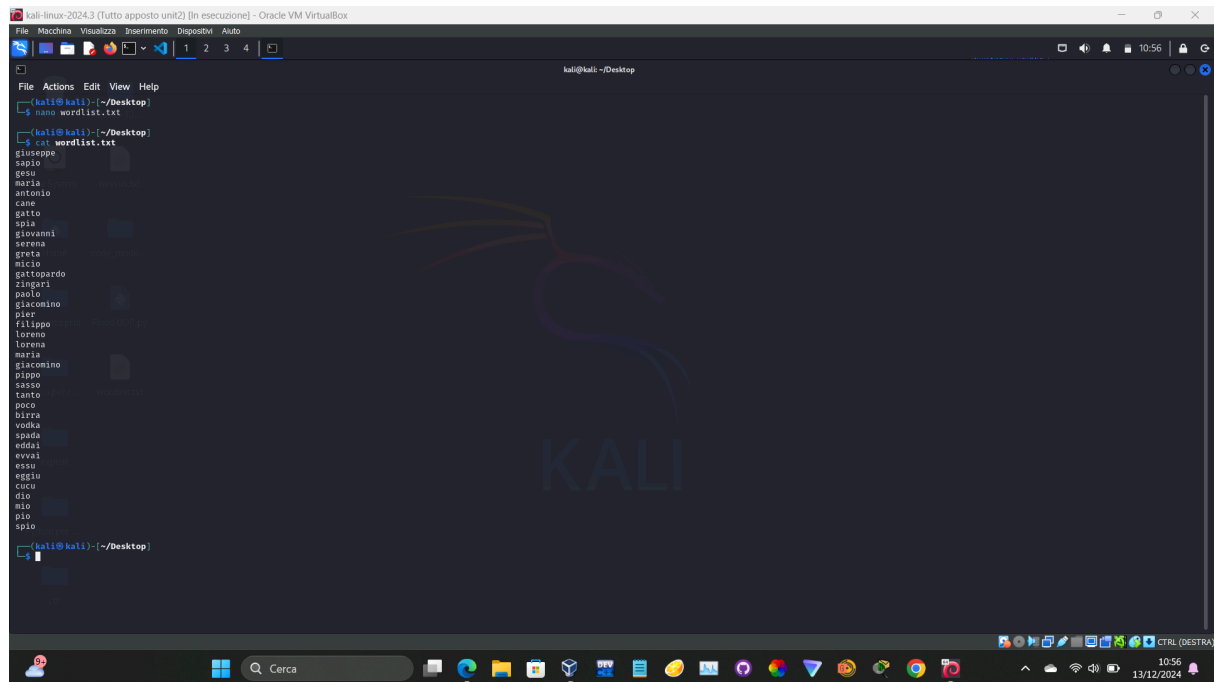 kali-linux-2024.3 (Tutto apposto unit2) [In esecuzione] - Oracle VM VirtualBox
File Macchina Visualizza Inserimento Dispositivi Aiuto
1 2 3 4 10:56
kali@kali: ~/Desktop
File Actions Edit View Help
┌──(kali㉿kali)-[~/Desktop]
└─$ nano wordlist.txt
┌──(kali㉿kali)-[~/Desktop]
└─$ cat wordlist.txt
giuseppe
sapio
gesu
maria
antonio
cane
gatto
spia
giovanni
serena
greta
micio
gattopardo
zingari
paolo
giacomino
pier
filippo
loreno
lorena
maria
giacomino
pippo
sasso
tanto
poco
birra
vodka
spada
eddai
evvai
essu
eggiu
cucu
dio
mio
pio
spio
┌──(kali㉿kali)-[~/Desktop]
└─$
KALI
CTRL (DESTRA)
9+ Cerca DEV 10:56
13/12/2024